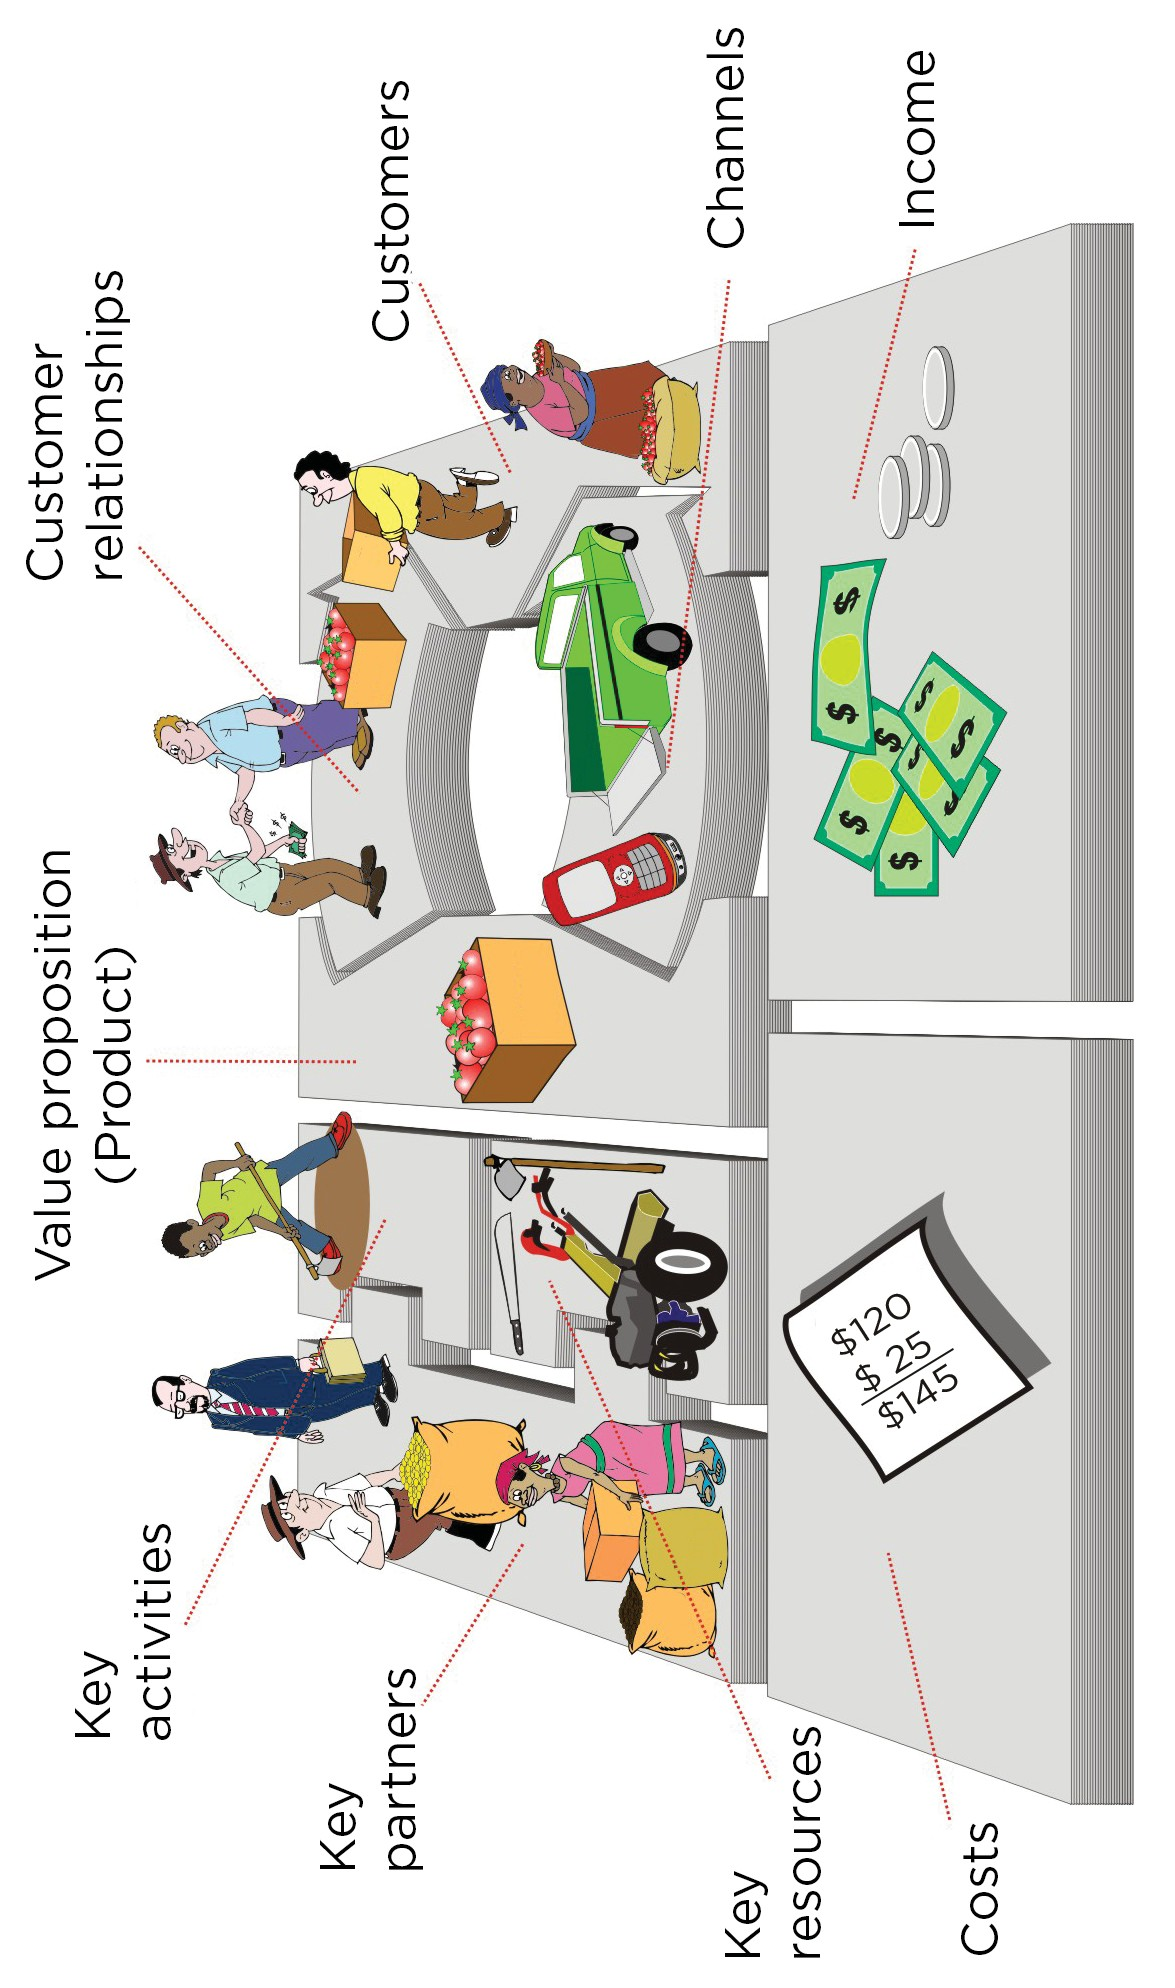 Customer
relationships
Customers
Channels
Income
Value proposition
(Product)
Key
activities
Key
partners
Key
resources
Costs
$120
$ 25
$145
$ $
$ $
$ $
$ $
$
$
$ $ $